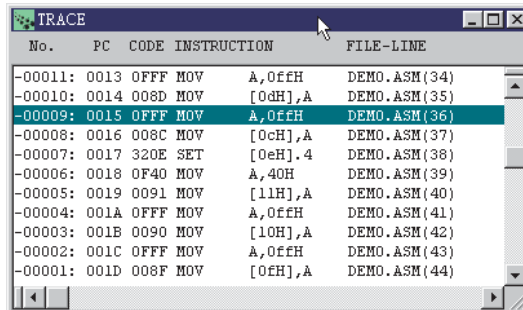 TRACE
No. PC CODE INSTRUCTION FILE-LINE
-00011: 0013 0FFF MOV A,0ffH DEMO.ASM(34)
-00010: 0014 008D MOV [0dH],A DEMO.ASM(35)
-00009: 0015 0FFF MOV A,0ffH DEMO.ASM(36)
-00008: 0016 008C MOV [0cH],A DEMO.ASM(37)
-00007: 0017 320E SET [0eH].4 DEMO.ASM(38)
-00006: 0018 0F40 MOV A,40H DEMO.ASM(39)
-00005: 0019 0091 MOV [11H],A DEMO.ASM(40)
-00004: 001A 0FFF MOV A,0ffH DEMO.ASM(41)
-00003: 001B 0090 MOV [10H],A DEMO.ASM(42)
-00002: 001C 0FFF MOV A,0ffH DEMO.ASM(43)
-00001: 001D 008F MOV [0fH],A DEMO.ASM(44)